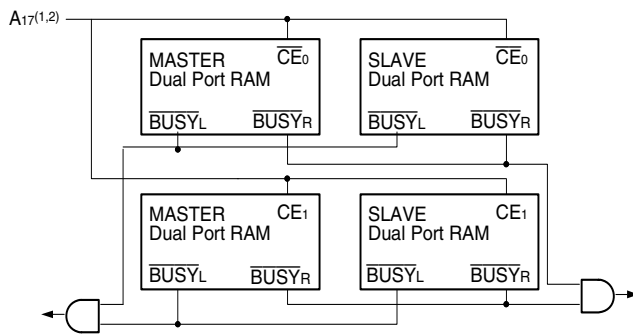 A17(1,2)
MASTER CE0
Dual Port RAM
BUSYL BUSYR
SLAVE CE0
Dual Port RAM
BUSYL BUSYR
MASTER CE1
Dual Port RAM
BUSYL BUSYR
SLAVE CE1
Dual Port RAM
BUSYL BUSYR